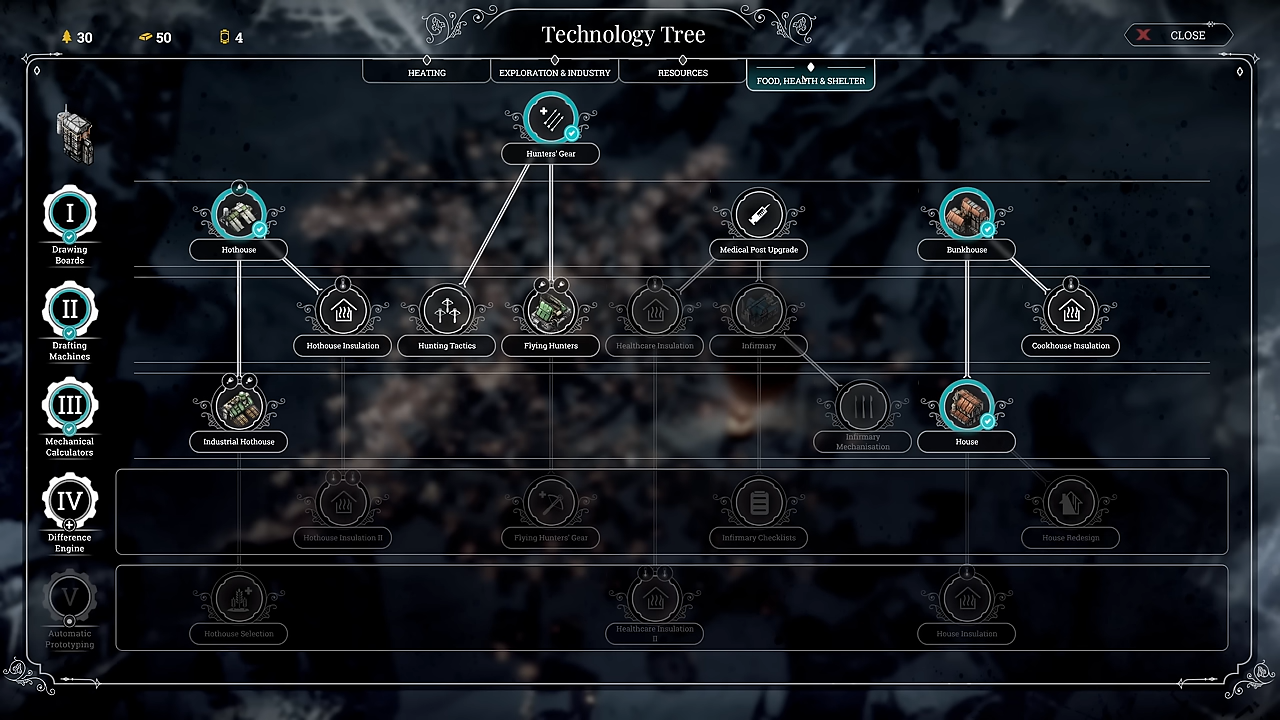 30
50
4
Technology Tree
CLOSE
HEATING
EXPLORATION & INDUSTRY
RESOURCES
FOOD, HEALTH & SHELTER
Hunters' Gear
I
Drawing
Boards
Hothouse
Medical Post Upgrade
Bunkhouse
II
Drafting
Machines
Hothouse Insulation
Hunting Tactics
Flying Hunters
Healthcare Insulation
Infirmary
Cookhouse Insulation
III
Mechanical
Calculators
Industrial Hothouse
Infirmary
Mechanisation
House
IV
Difference
Engine
Hothouse Insulation II
Flying Hunters' Gear
Infirmary Checklists
House Redesign
V
Automatic
Prototyping
Hothouse Selection
Healthcare Insulation
II
House Insulation